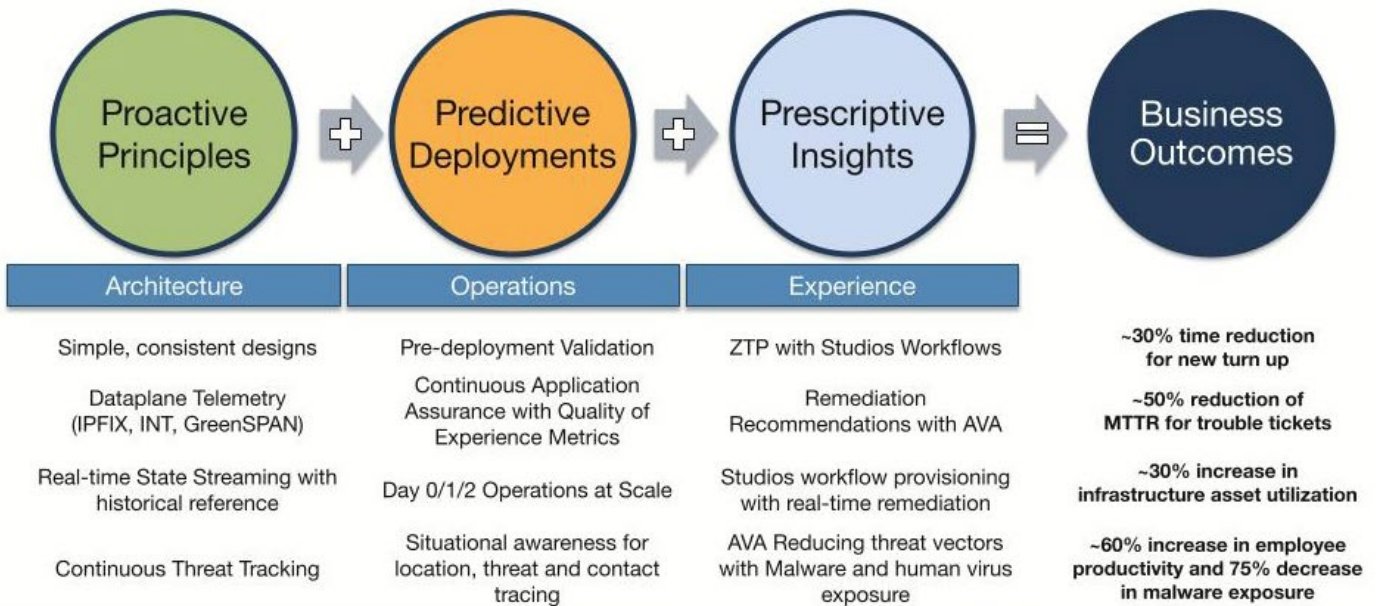 Proactive
Principles
Predictive
Deployments
Prescriptive
Insights
Business
Outcomes
Architecture
Operations
Experience
Simple, consistent designs
Pre-deployment Validation
ZTP with Studios Workflows
~30% time reduction
for new turn up
Dataplane Telemetry
(IPFIX, INT, GreenSPAN)
Continuous Application
Assurance with Quality of
Experience Metrics
Remediation
Recommendations with AVA
~50% reduction of
MTTR for trouble tickets
Real-time State Streaming with
historical reference
Day 0/1/2 Operations at Scale
Studios workflow provisioning
with real-time remediation
~30% increase in
infrastructure asset utilization
Continuous Threat Tracking
Situational awareness for
location, threat and contact
tracing
AVA Reducing threat vectors
with Malware and human virus
exposure
~60% increase in employee
productivity and 75% decrease
in malware exposure